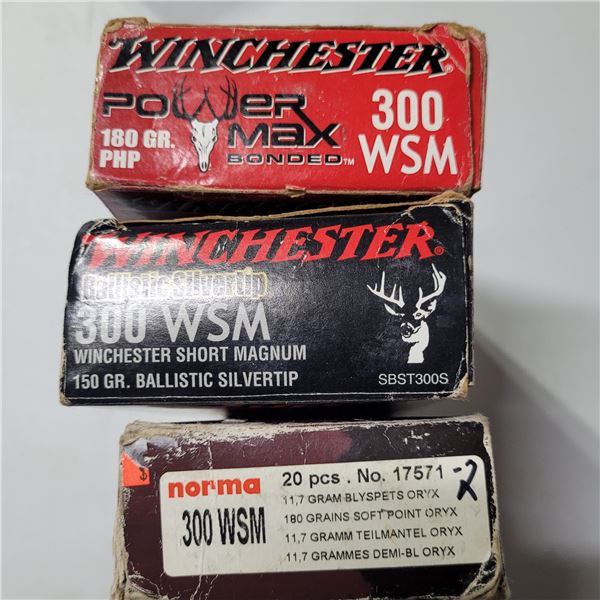 WINCHESTER®
POWER MAX BONDED™
180 GR. PHP
300 WSM
WINCHESTER®
Ballistic Silvertip
300 WSM
WINCHESTER SHORT MAGNUM
150 GR. BALLISTIC SILVERTIP
SBST300S
norma
300 WSM
20 pcs. No. 17571 -2
11,7 GRAM BLYSPETS ORYX
180 GRAINS SOFT POINT ORYX
11,7 GRAMM TEILMANTEL ORYX
11,7 GRAMMES DEMI-BL ORYX